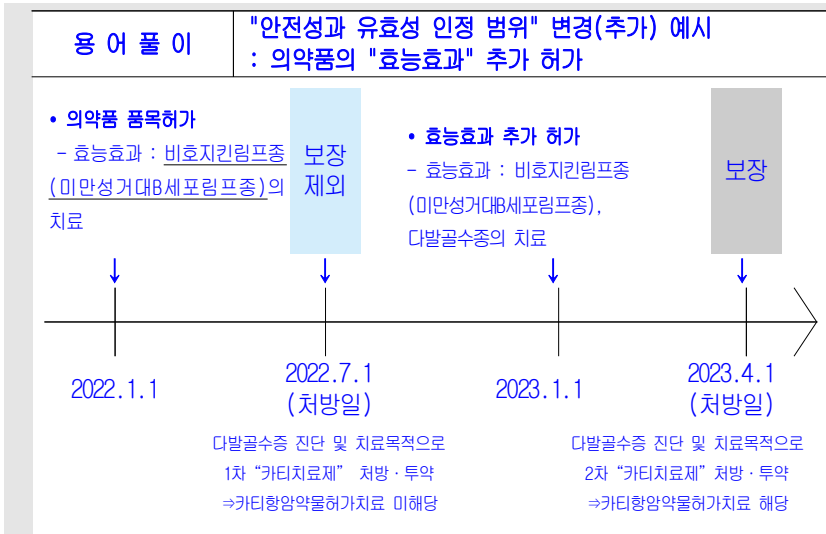 용 어 풀 이
"안전성과 유효성 인정 범위" 변경(추가) 예시
: 의약품의 "효능효과" 추가 허가
• 의약품 품목허가
- 효능효과 : 비호지킨림프종
(미만성거대B세포림프종)의
치료
보장
제외
• 효능효과 추가 허가
- 효능효과 : 비호지킨림프종
(미만성거대B세포림프종),
다발골수종의 치료
보장
↓
↓
↓
↓
2022.1.1
2022.7.1
(처방일)
2023.1.1
2023.4.1
(처방일)
다발골수증 진단 및 치료목적으로
1차 “카티치료제” 처방·투약
⇒카티항암약물허가치료 미해당
다발골수증 진단 및 치료목적으로
2차 “카티치료제” 처방·투약
⇒카티항암약물허가치료 해당